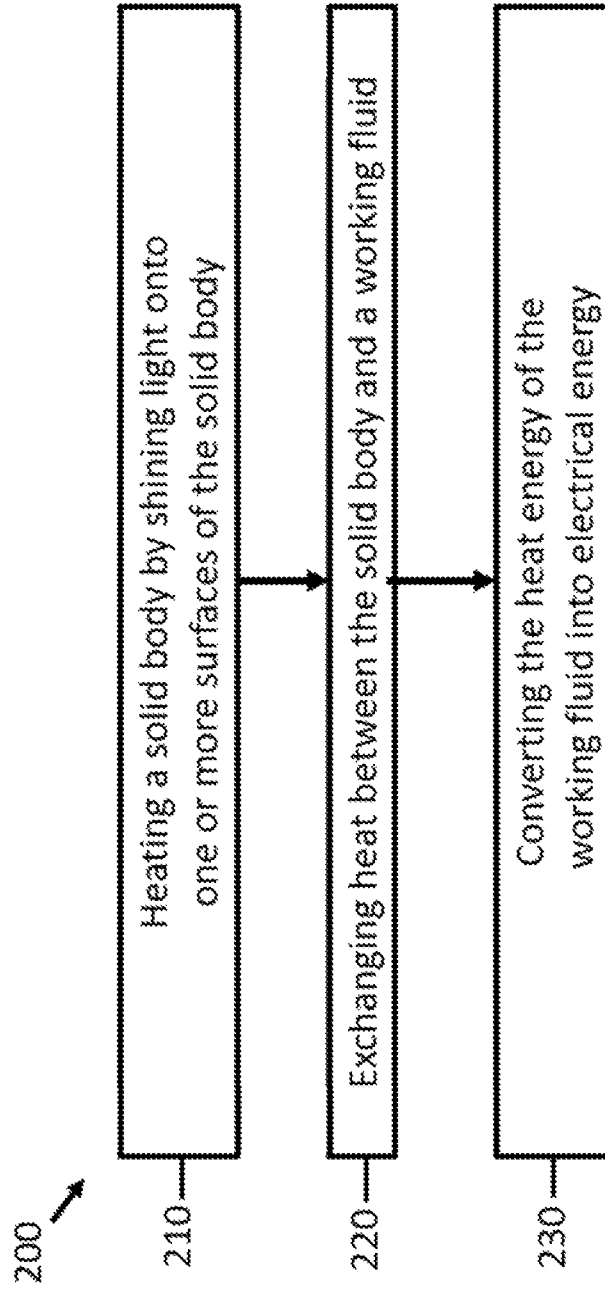 200
210
Heating a solid body by shining light onto
one or more surfaces of the solid body
220
Exchanging heat between the solid body and a working fluid
230
Converting the heat energy of the
working fluid into electrical energy